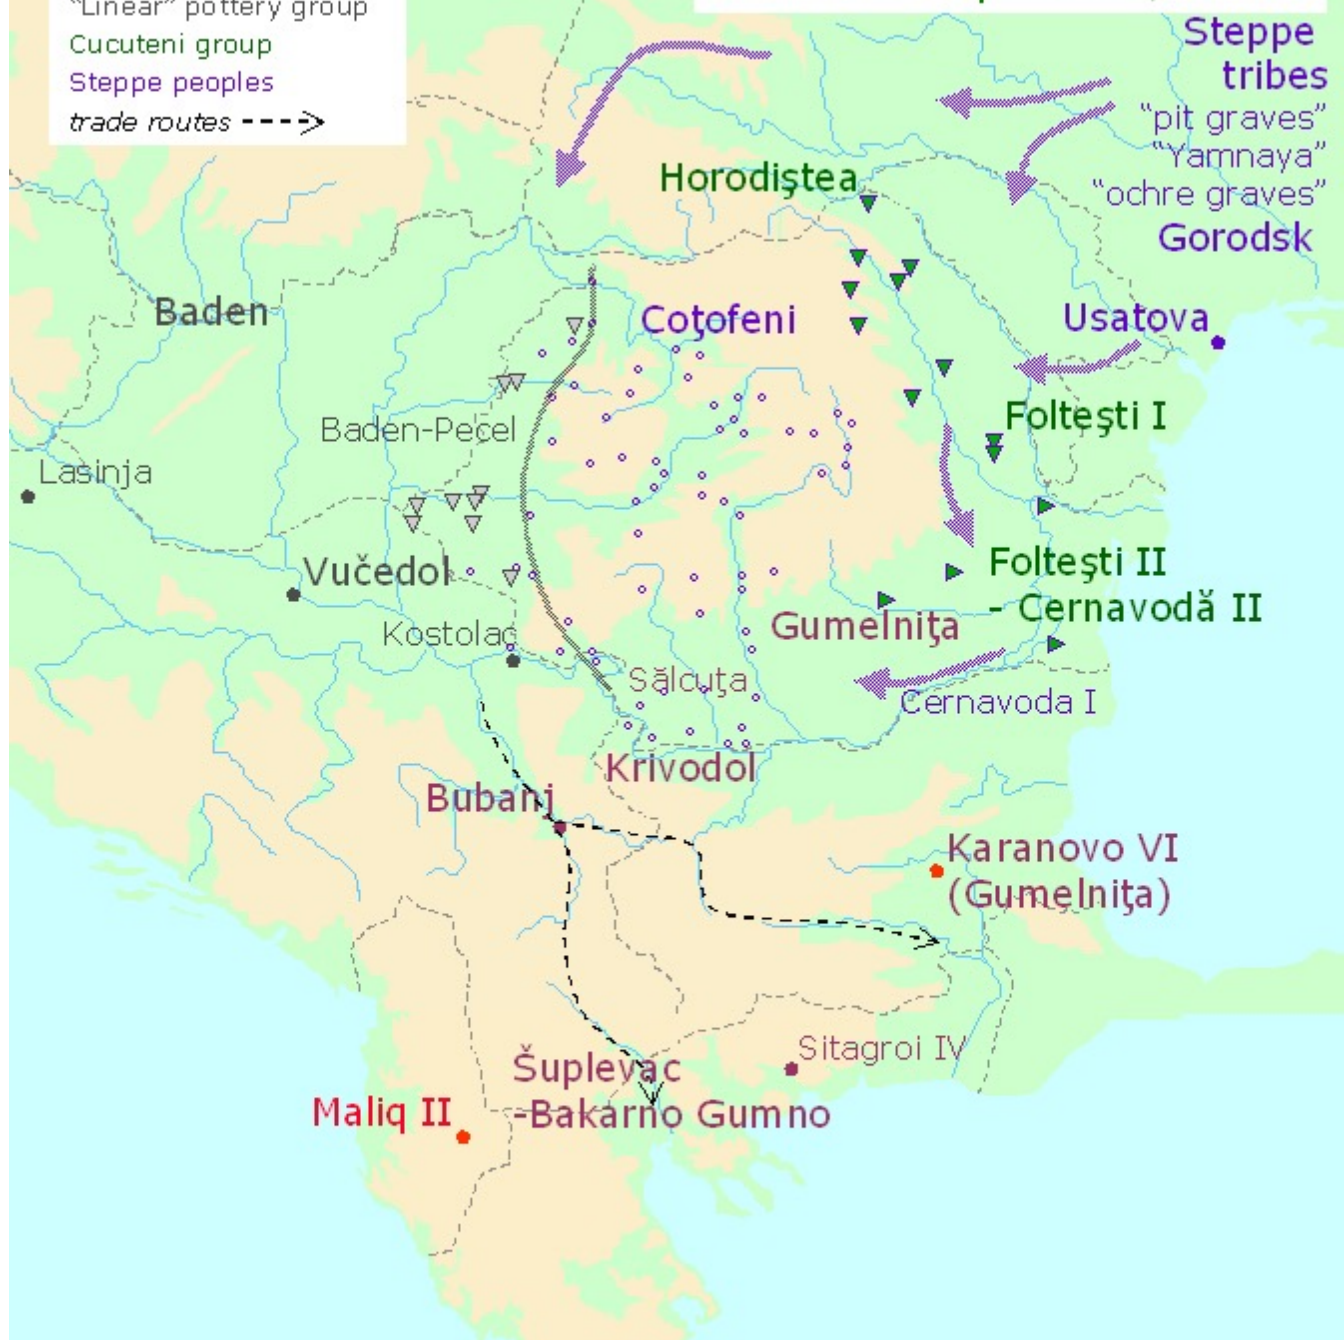 “Linear” pottery group
Cucuteni group
Steppe peoples
trade routes
Steppe
tribes
“pit graves”
“Yamnaya”
“ochre graves”
Gorodsk
Horodiştea
Baden
Coţofeni
Usatova
Baden-Pecel
Folteşti I
Lasinja
Vučedol
Folteşti II
- Cernavodă II
Kostolac
Gumelniţa
Sălcuţa
Cernavoda I
Krivodol
Bubanj
Karanovo VI
(Gumelniţa)
Sitagroi IV
Šuplevac
-Bakarno Gumno
Maliq II